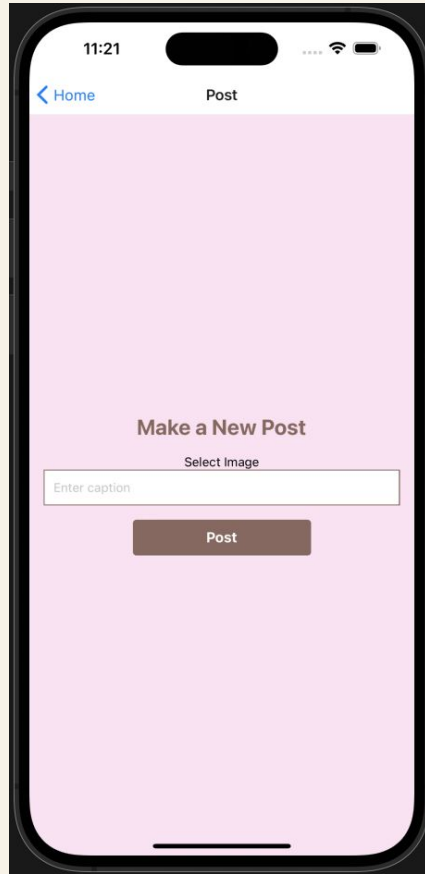 11:21
Home
Post
Make a New Post
Select Image
Enter caption
Post